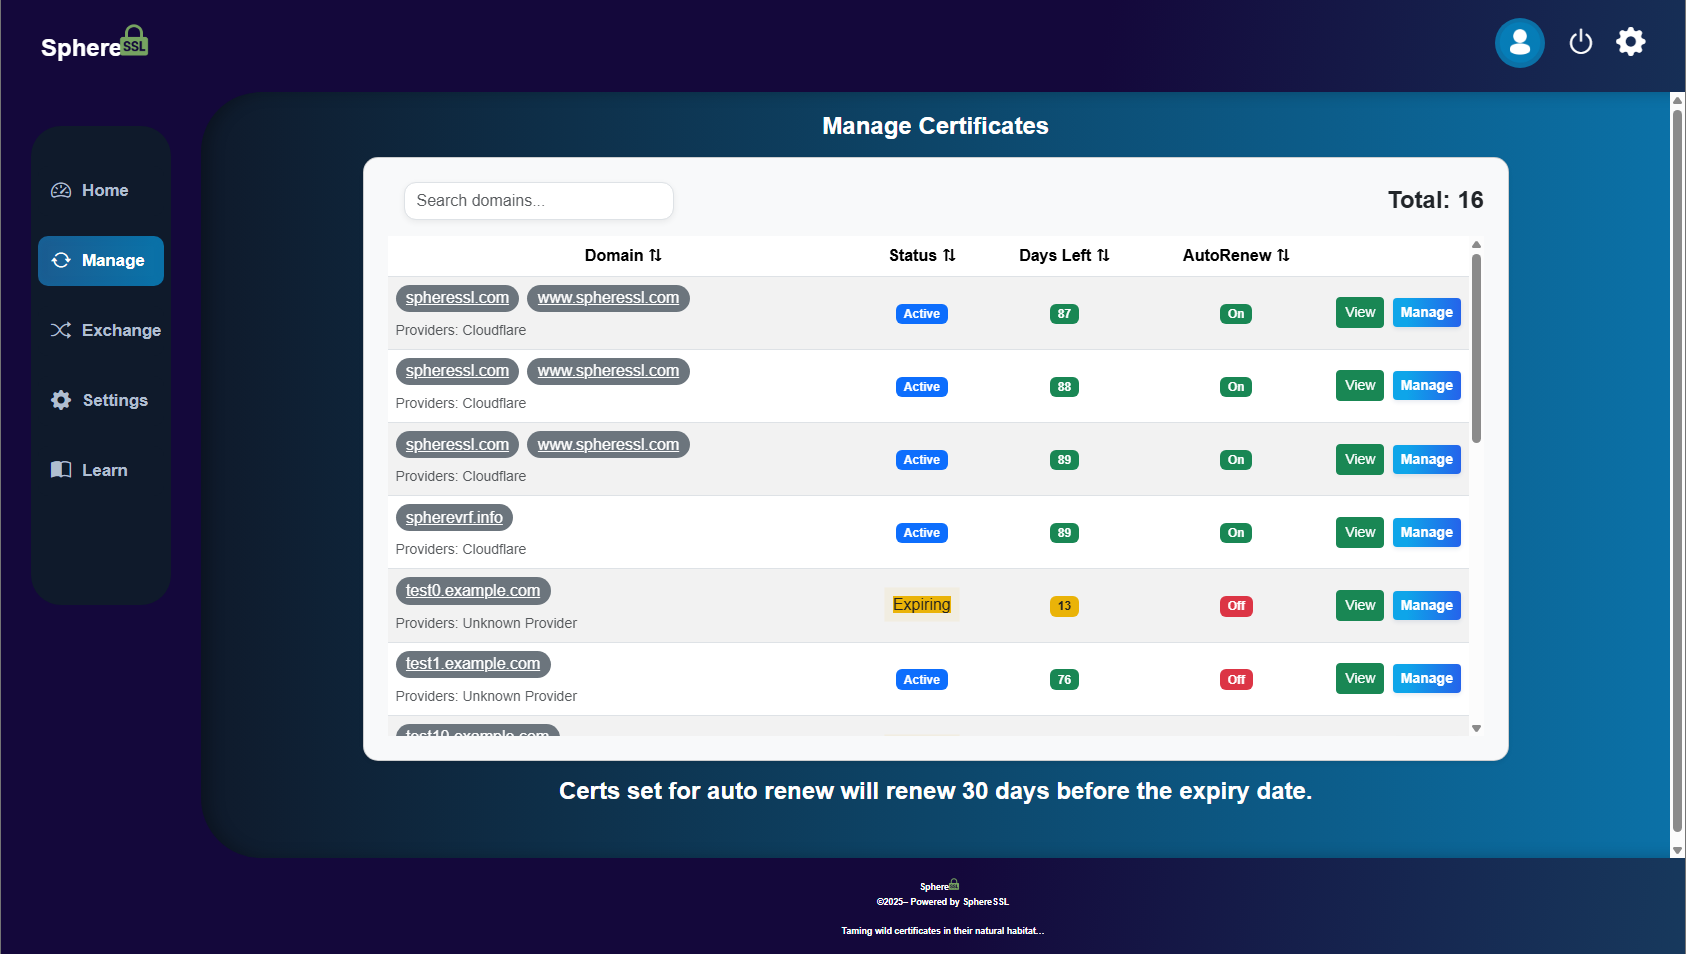 SphereSSL
Home
Manage
Exchange
Settings
Learn
Manage Certificates
Search domains...
Total: 16
Domain ⇅ Status ⇅ Days Left ⇅ AutoRenew ⇅
spheressl.com www.spheressl.com
Providers: Cloudflare
Active 87 On View Manage
spheressl.com www.spheressl.com
Providers: Cloudflare
Active 88 On View Manage
spheressl.com www.spheressl.com
Providers: Cloudflare
Active 89 On View Manage
spherevrf.info
Providers: Cloudflare
Active 89 On View Manage
test0.example.com
Providers: Unknown Provider
Expiring 13 Off View Manage
test1.example.com
Providers: Unknown Provider
Active 76 Off View Manage
test10.example.com
Certs set for auto renew will renew 30 days before the expiry date.
Sphere
©2025– Powered by SphereSSL
Taming wild certificates in their natural habitat...